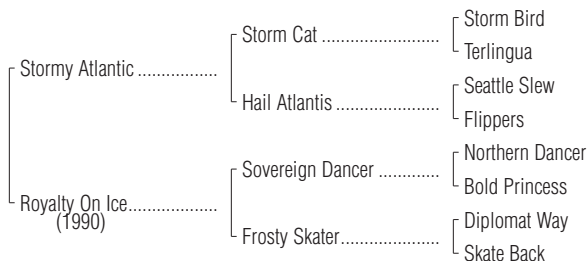 Storm Bird
Storm Cat ........................
Terlingua
Stormy Atlantic ................
Seattle Slew
Hail Atlantis .....................
Flippers
Northern Dancer
Sovereign Dancer ............
Bold Princess
Royalty On Ice..................
(1990)
Diplomat Way
Frosty Skater....................
Skate Back